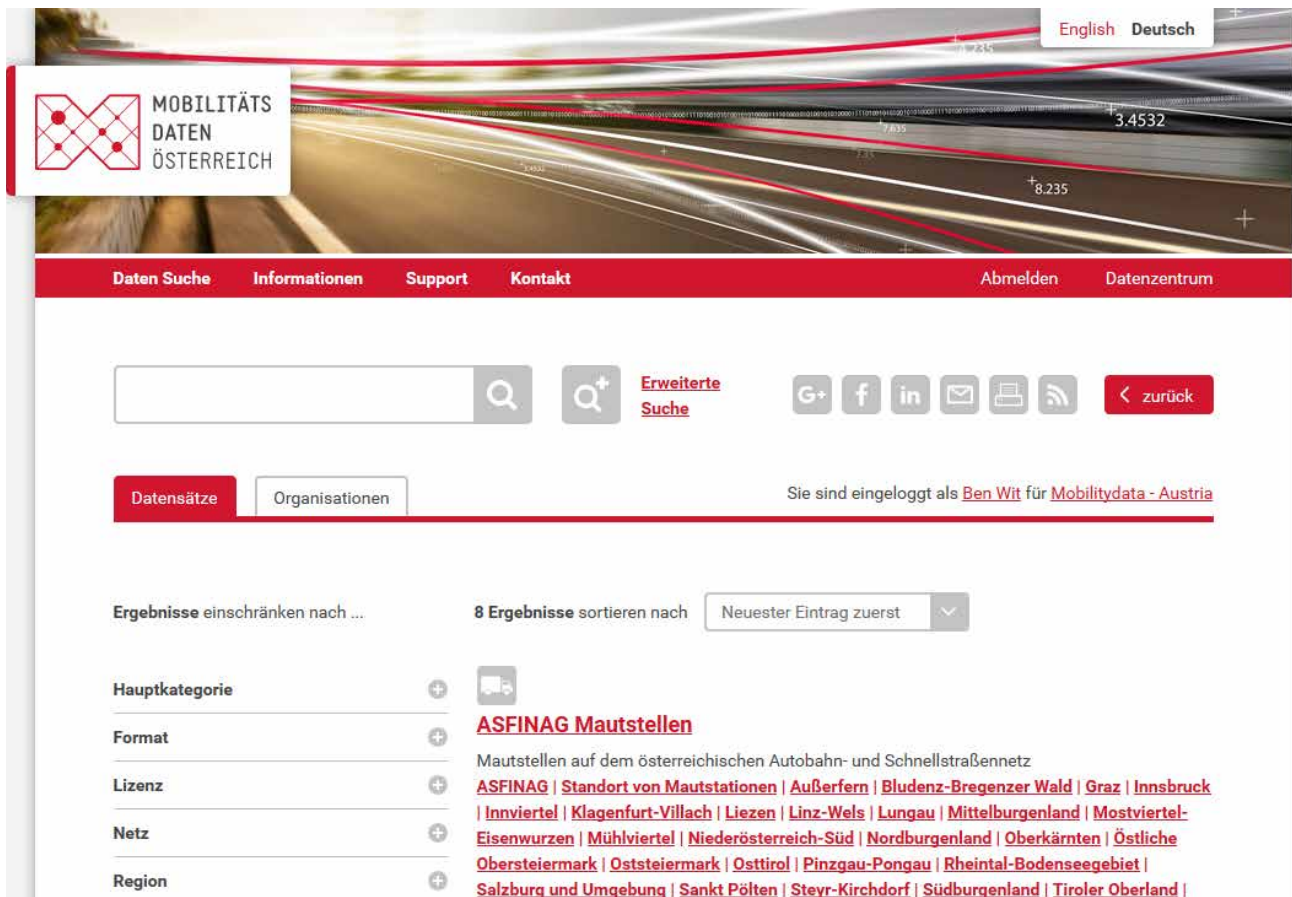 English Deutsch
4.235
MOBILITÄTS
DATEN
ÖSTERREICH
3.4532
7.635
8.235
Daten Suche Informationen Support Kontakt Abmelden Datenzentrum
Erweiterte
Suche
G+ f in
zurück
Datensätze Organisationen
Sie sind eingeloggt als Ben Wit für Mobilitydata - Austria
Ergebnisse einschränken nach ...
8 Ergebnisse sortieren nach Neuester Eintrag zuerst
Hauptkategorie
Format
Lizenz
Netz
Region
ASFINAG Mautstellen
Mautstellen auf dem österreichischen Autobahn- und Schnellstraßennetz
ASFINAG | Standort von Mautstationen | Außerfern | Bludenz-Bregenzer Wald | Graz | Innsbruck
| Innviertel | Klagenfurt-Villach | Liezen | Linz-Wels | Lungau | Mittelburgenland | Mostviertel-
Eisenwurzen | Mühlviertel | Niederösterreich-Süd | Nordburgenland | Oberkärnten | Östliche
Obersteiermark | Oststeiermark | Osttirol | Pinzgau-Pongau | Rheintal-Bodenseegebiet |
Salzburg und Umgebung | Sankt Pölten | Steyr-Kirchdorf | Südburgenland | Tiroler Oberland |